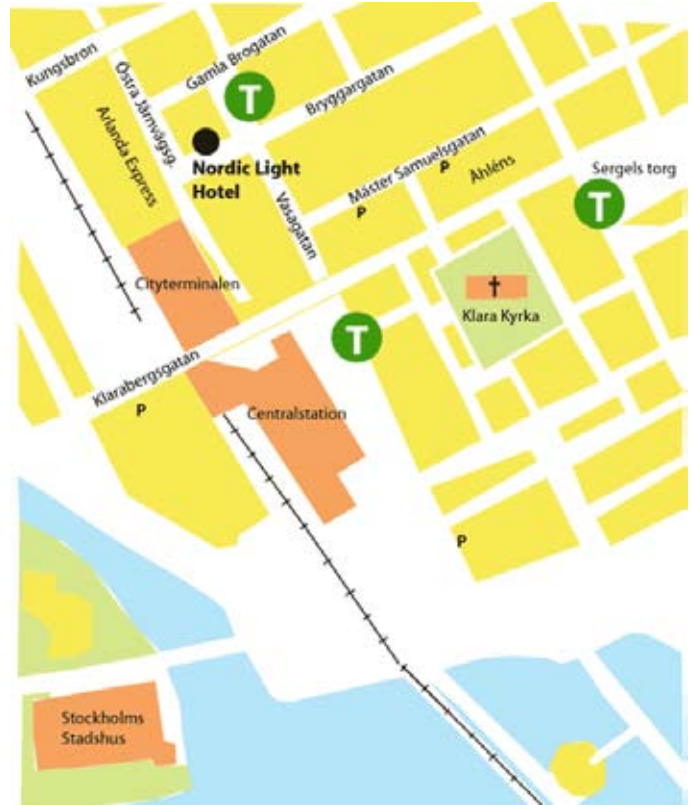 Kungsbron
Östra Järnvägsg.
Gamla Brogatan
T
Bryggargatan
Arlanda Express
Nordic Light
Hotel
Vasagatan
Mäster Samuelsgatan
P
P
Åhléns
Sergels torg
T
Cityterminalen
Klara Kyrka
T
Klarabergsgatan
P
Centralstation
P
Stockholms
Stadshus